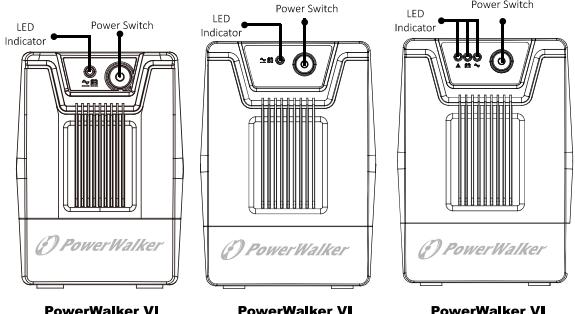 LED
Indicator
Power Switch
LED
Indicator
Power Switch
LED
Indicator
Power Switch
PowerWalker
PowerWalker
PowerWalker
PowerWalker VI
PowerWalker VI
PowerWalker VI